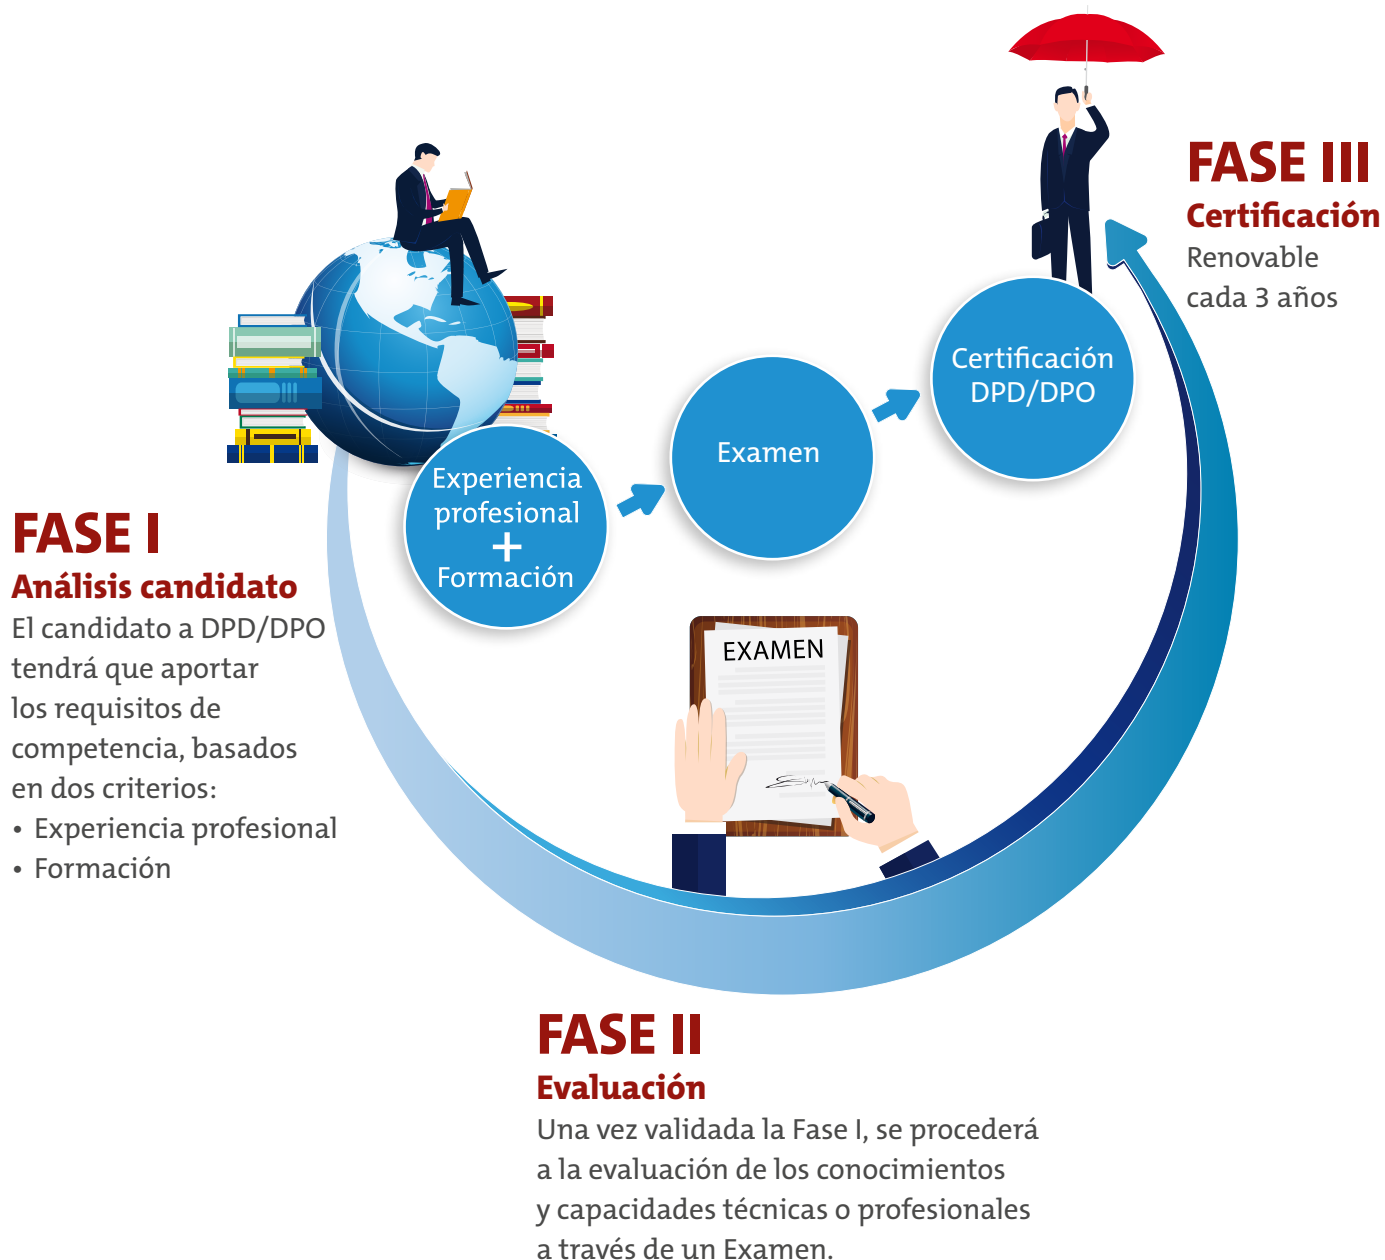 FASE III
Certificación
Renovable
cada 3 años
Certificación
DPD/DPO
Examen
Experiencia
profesional
+
Formación
FASE I
Análisis candidato
El candidato a DPD/DPO
tendrá que aportar
los requisitos de
competencia, basados
en dos criterios:
• Experiencia profesional
• Formación
EXAMEN
FASE II
Evaluación
Una vez validada la Fase I, se procederá
a la evaluación de los conocimientos
y capacidades técnicas o profesionales
a través de un Examen.